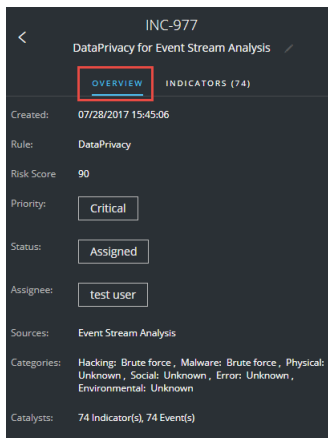 INC-977
DataPrivacy for Event Stream Analysis
OVERVIEW INDICATORS (74)
Created: 07/28/2017 15:45:06
Rule: DataPrivacy
Risk Score 90
Priority: Critical
Status: Assigned
Assignee: test user
Sources: Event Stream Analysis
Categories: Hacking: Brute force , Malware: Brute force , Physical:
Unknown , Social: Unknown , Error: Unknown ,
Environmental: Unknown
Catalysts: 74 Indicator(s), 74 Event(s)